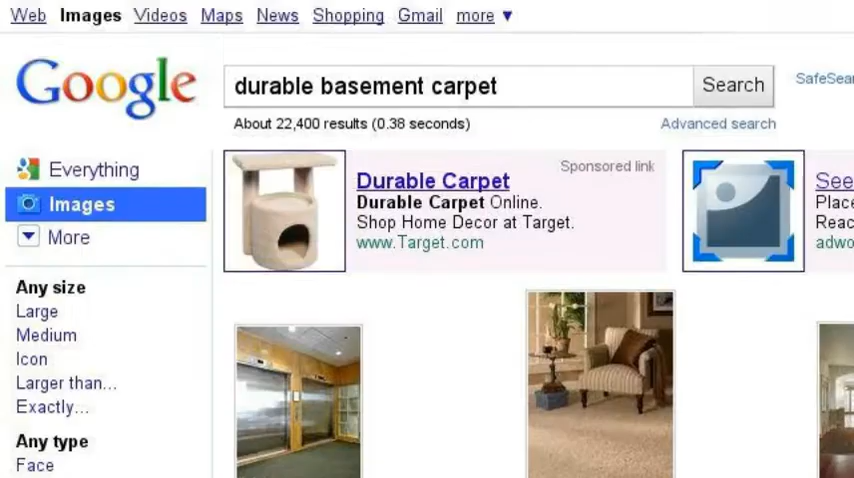 Web Images Videos Maps News Shopping Gmail more ▼
Google
durable basement carpet
Search
About 22,400 results (0.38 seconds)
Advanced search
Everything
Images
More
Any size
Large
Medium
Icon
Larger than...
Exactly...
Any type
Face
Sponsored link
Durable Carpet
Durable Carpet Online.
Shop Home Decor at Target.
www.Target.com
See